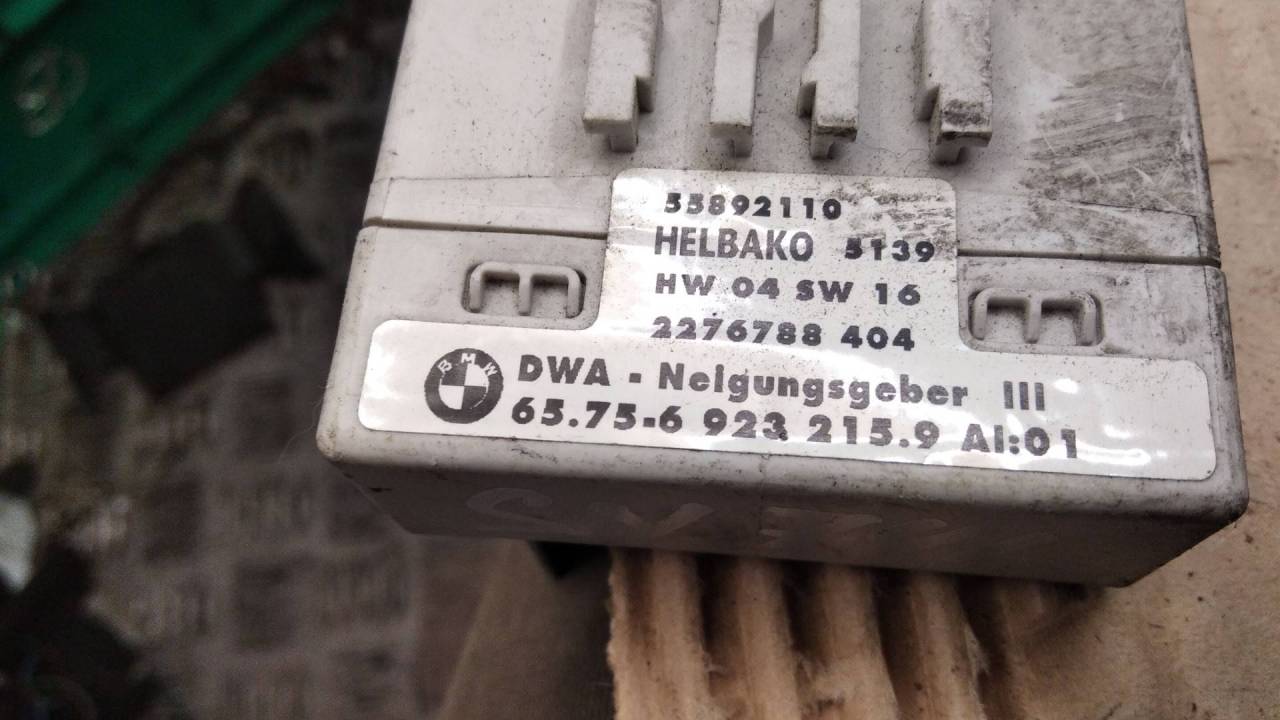 55892110
HELBAKO 5139
HW 04 SW 16
2276788 404
BMW DWA - Neigungsgeber III
65.75-6 923 215.9 AI:01